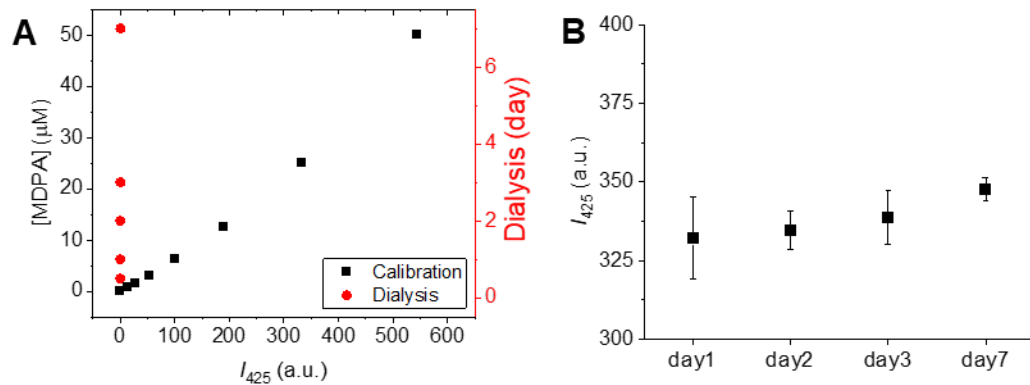 A
[MDPA] (μM)
50
40
30
20
10
0
6
4
2
0
Dialysis (day)
Calibration
Dialysis
0 100 200 300 400 500 600
I425 (a.u.)
B
I425 (a.u.)
400
375
350
325
300
day1 day2 day3 day7